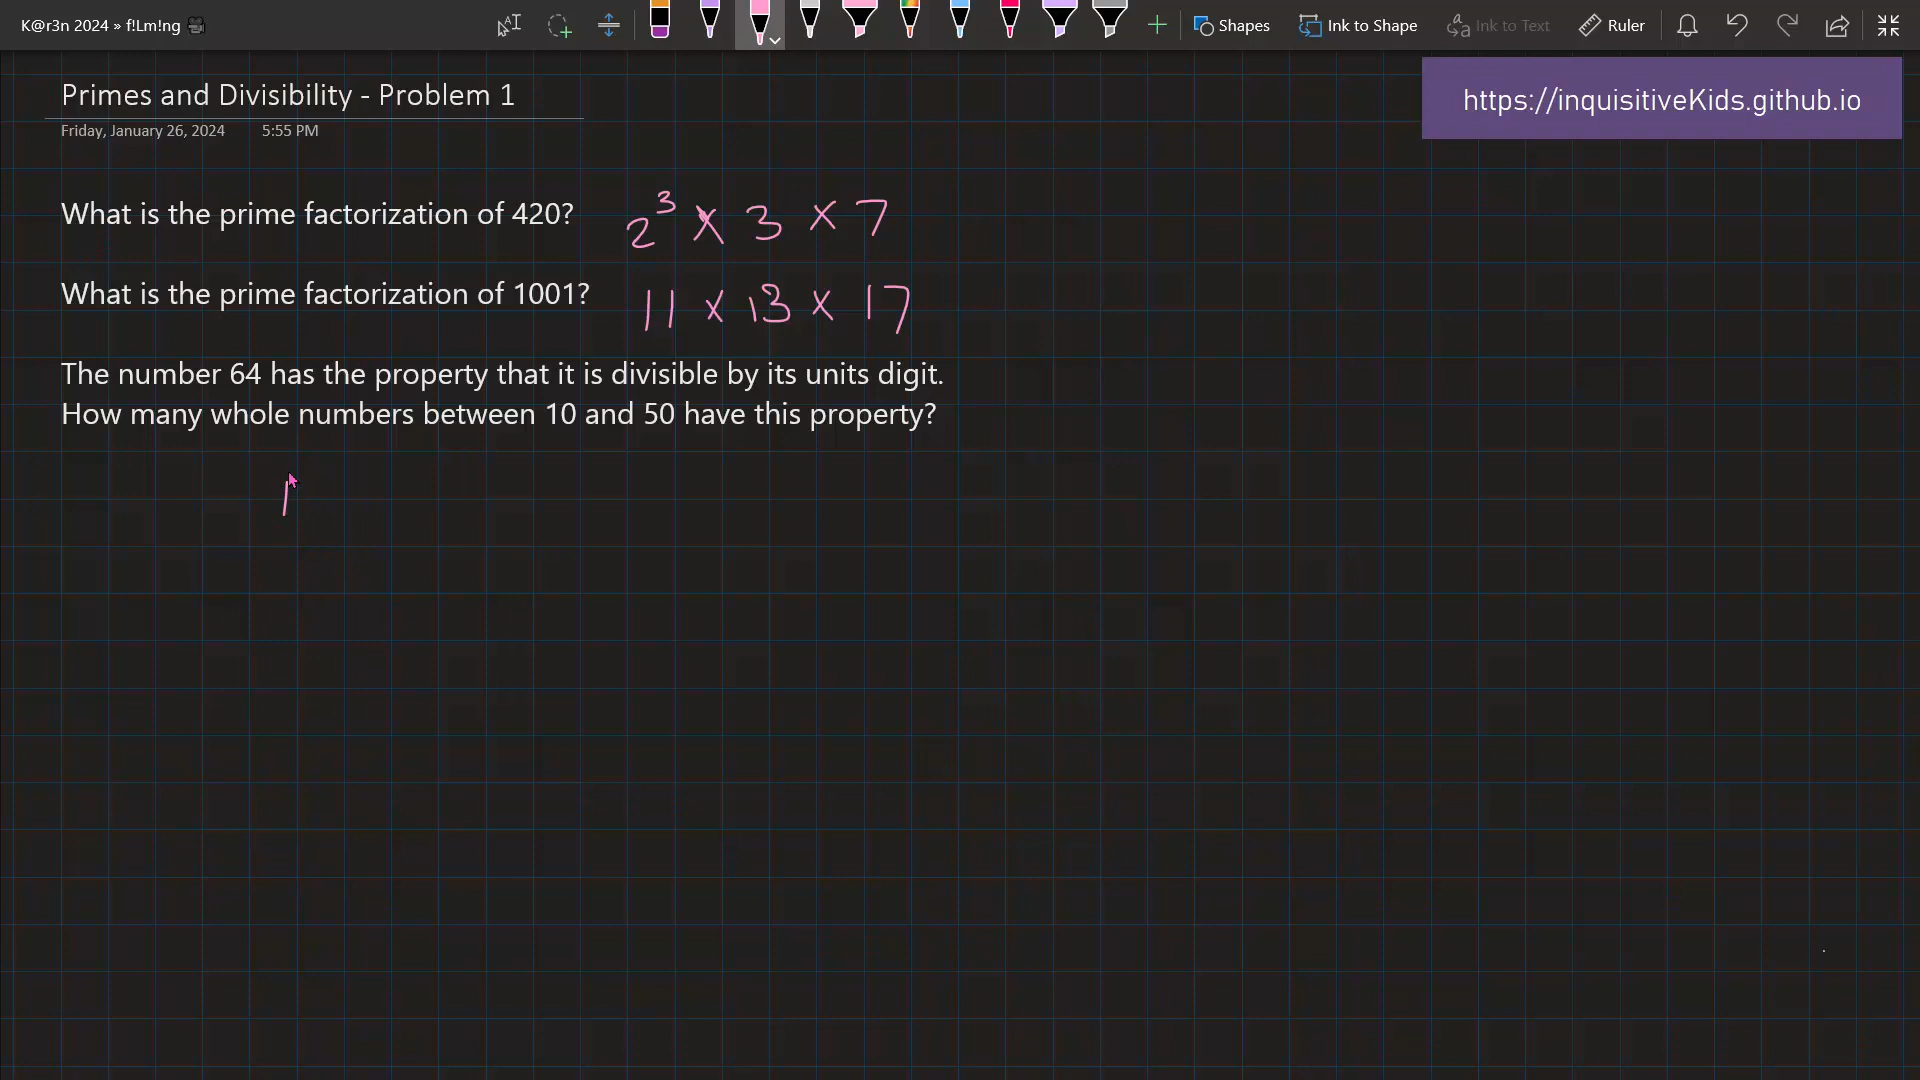 K@r3n 2024 » f!Lm!ng
Shapes
Ink to Shape
Ink to Text
Ruler
Primes and Divisibility - Problem 1
Friday, January 26, 2024 5:55 PM
https://inquisitiveKids.github.io
What is the prime factorization of 420? 2³ × 3 × 7
What is the prime factorization of 1001? 11 × 13 × 17
The number 64 has the property that it is divisible by its units digit.
How many whole numbers between 10 and 50 have this property?